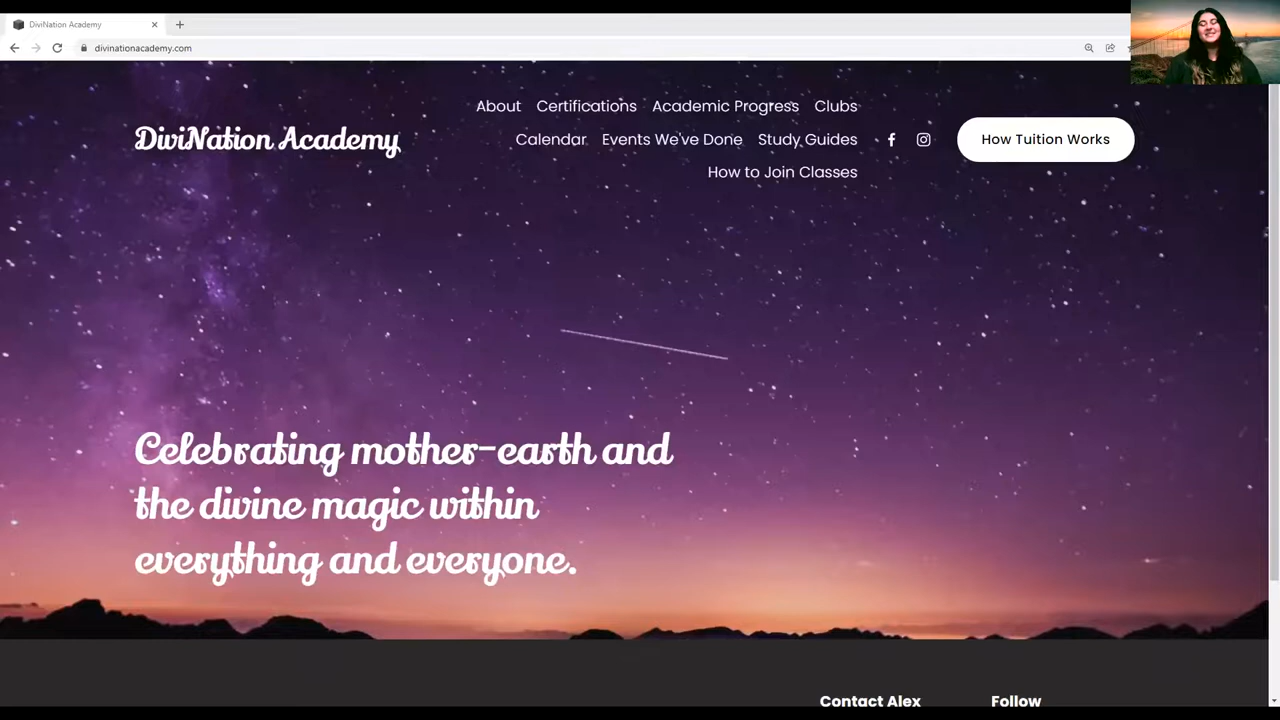 DiviNation Academy
divinationacademy.com
About Certifications Academic Progress Clubs
DiviNation Academy
Calendar Events We've Done Study Guides
How Tuition Works
How to Join Classes
Celebrating mother-earth and
the divine magic within
everything and everyone.
Contact Alex Follow